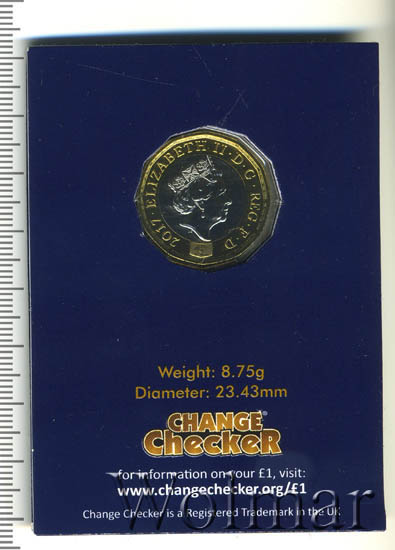 2017 · ELIZABETH II · D · G · REG · F · D
Weight: 8.75g
Diameter: 23.43mm
CHANGE
CHECKER
for information on your £1, visit:
www.changechecker.org/£1
Change Checker is a Registered Trademark in the UK
Wolmar